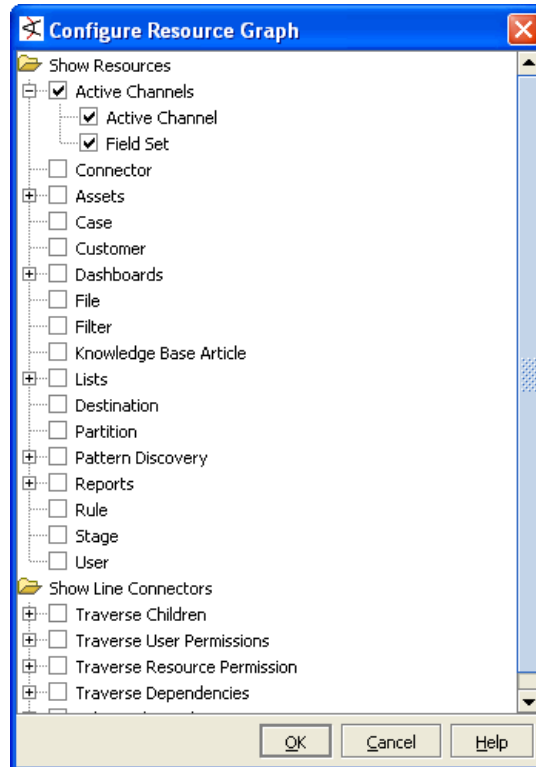 Configure Resource Graph
Show Resources
Active Channels
Active Channel
Field Set
Connector
Assets
Case
Customer
Dashboards
File
Filter
Knowledge Base Article
Lists
Destination
Partition
Pattern Discovery
Reports
Rule
Stage
User
Show Line Connectors
Traverse Children
Traverse User Permissions
Traverse Resource Permission
Traverse Dependencies
OK Cancel Help